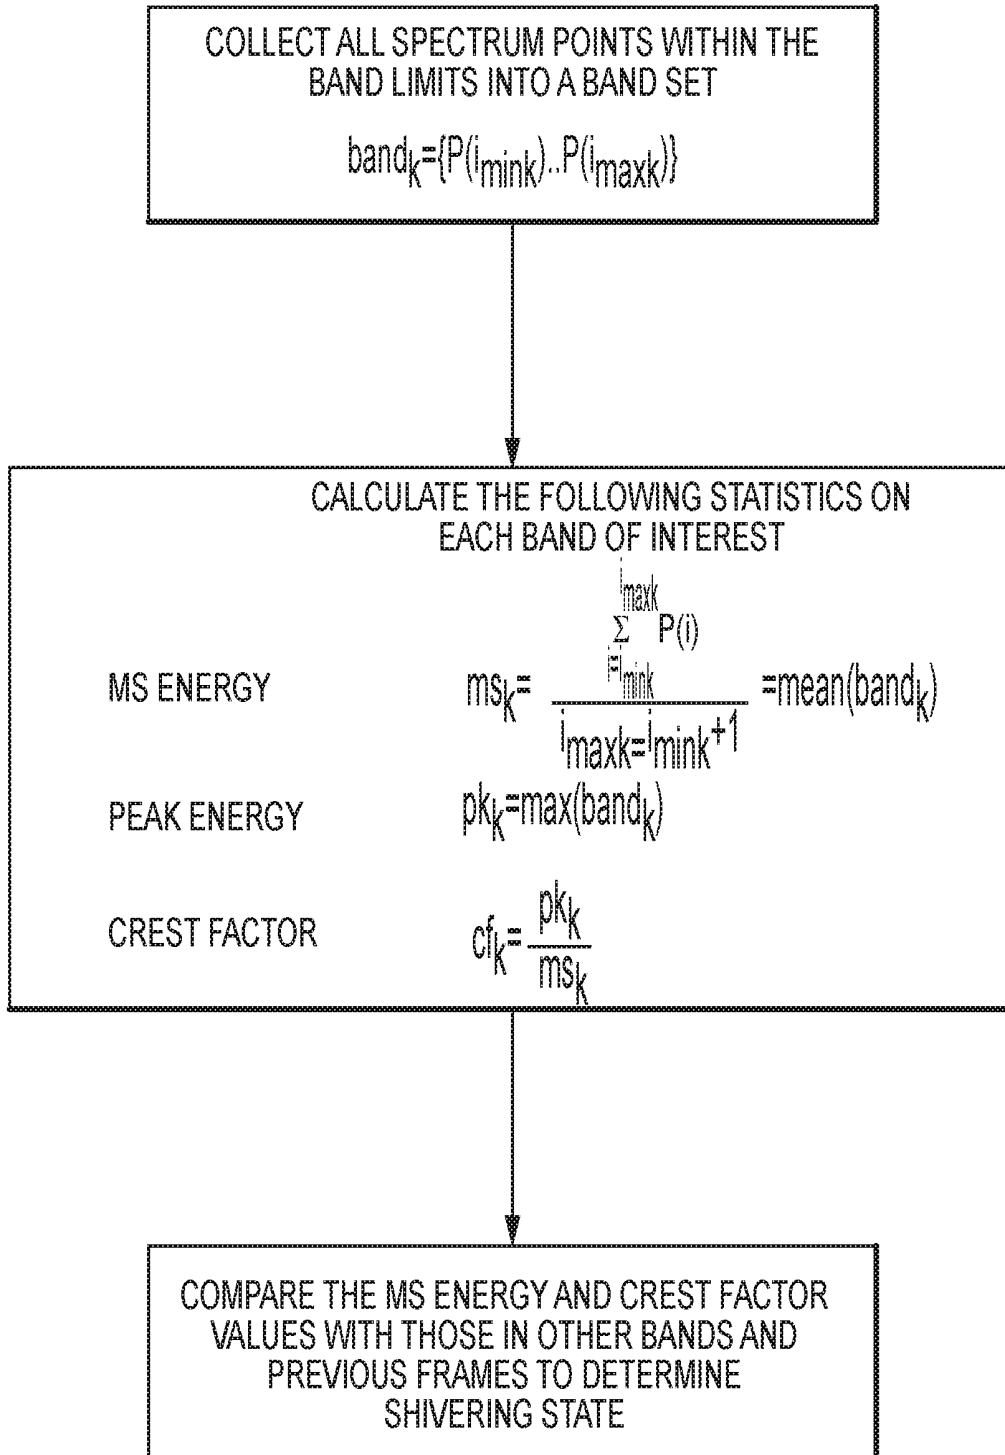 COLLECT ALL SPECTRUM POINTS WITHIN THE
BAND LIMITS INTO A BAND SET
band_k={P(i_mink)..P(i_maxk)}
CALCULATE THE FOLLOWING STATISTICS ON
EACH BAND OF INTEREST
i_maxk
Σ P(i)
i=i_mink
MS ENERGY ms_k= =mean(band_k)
i_maxk=i_mink+1
PEAK ENERGY pk_k=max(band_k)
pk_k
CREST FACTOR cf_k=
ms_k
COMPARE THE MS ENERGY AND CREST FACTOR
VALUES WITH THOSE IN OTHER BANDS AND
PREVIOUS FRAMES TO DETERMINE
SHIVERING STATE